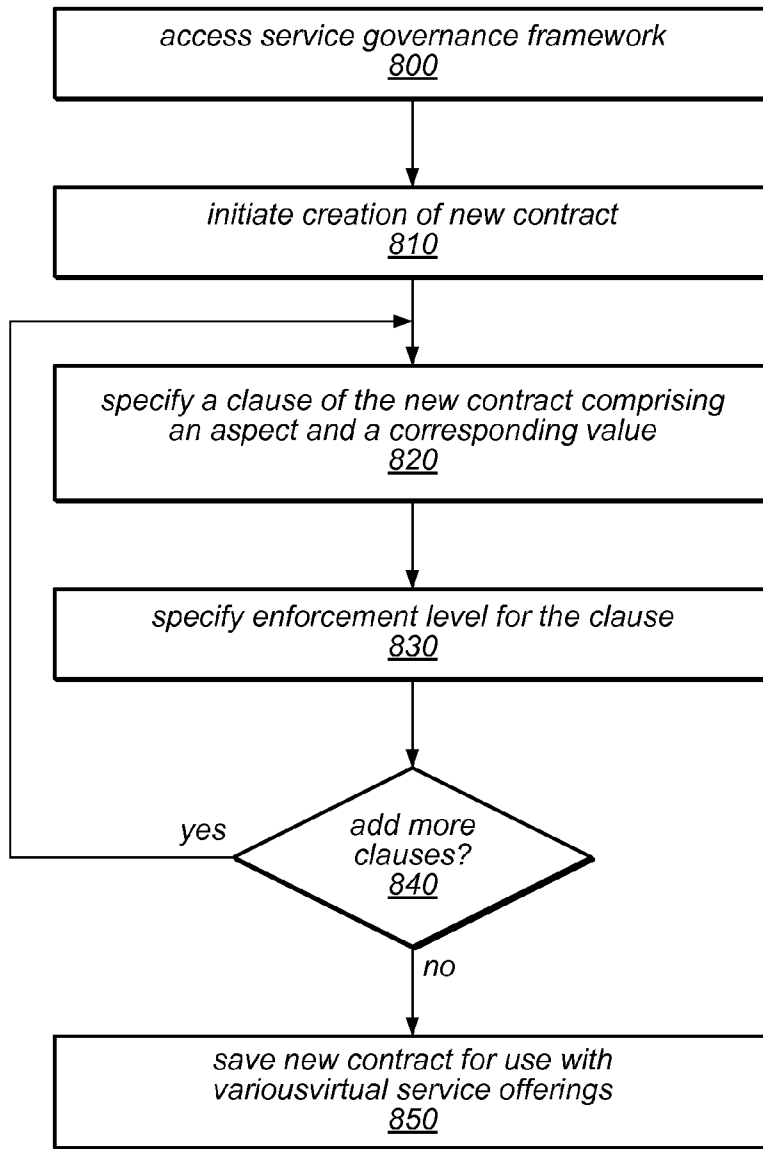 access service governance framework
800
initiate creation of new contract
810
specify a clause of the new contract comprising
an aspect and a corresponding value
820
specify enforcement level for the clause
830
yes
add more
clauses?
840
no
save new contract for use with
variousvirtual service offerings
850